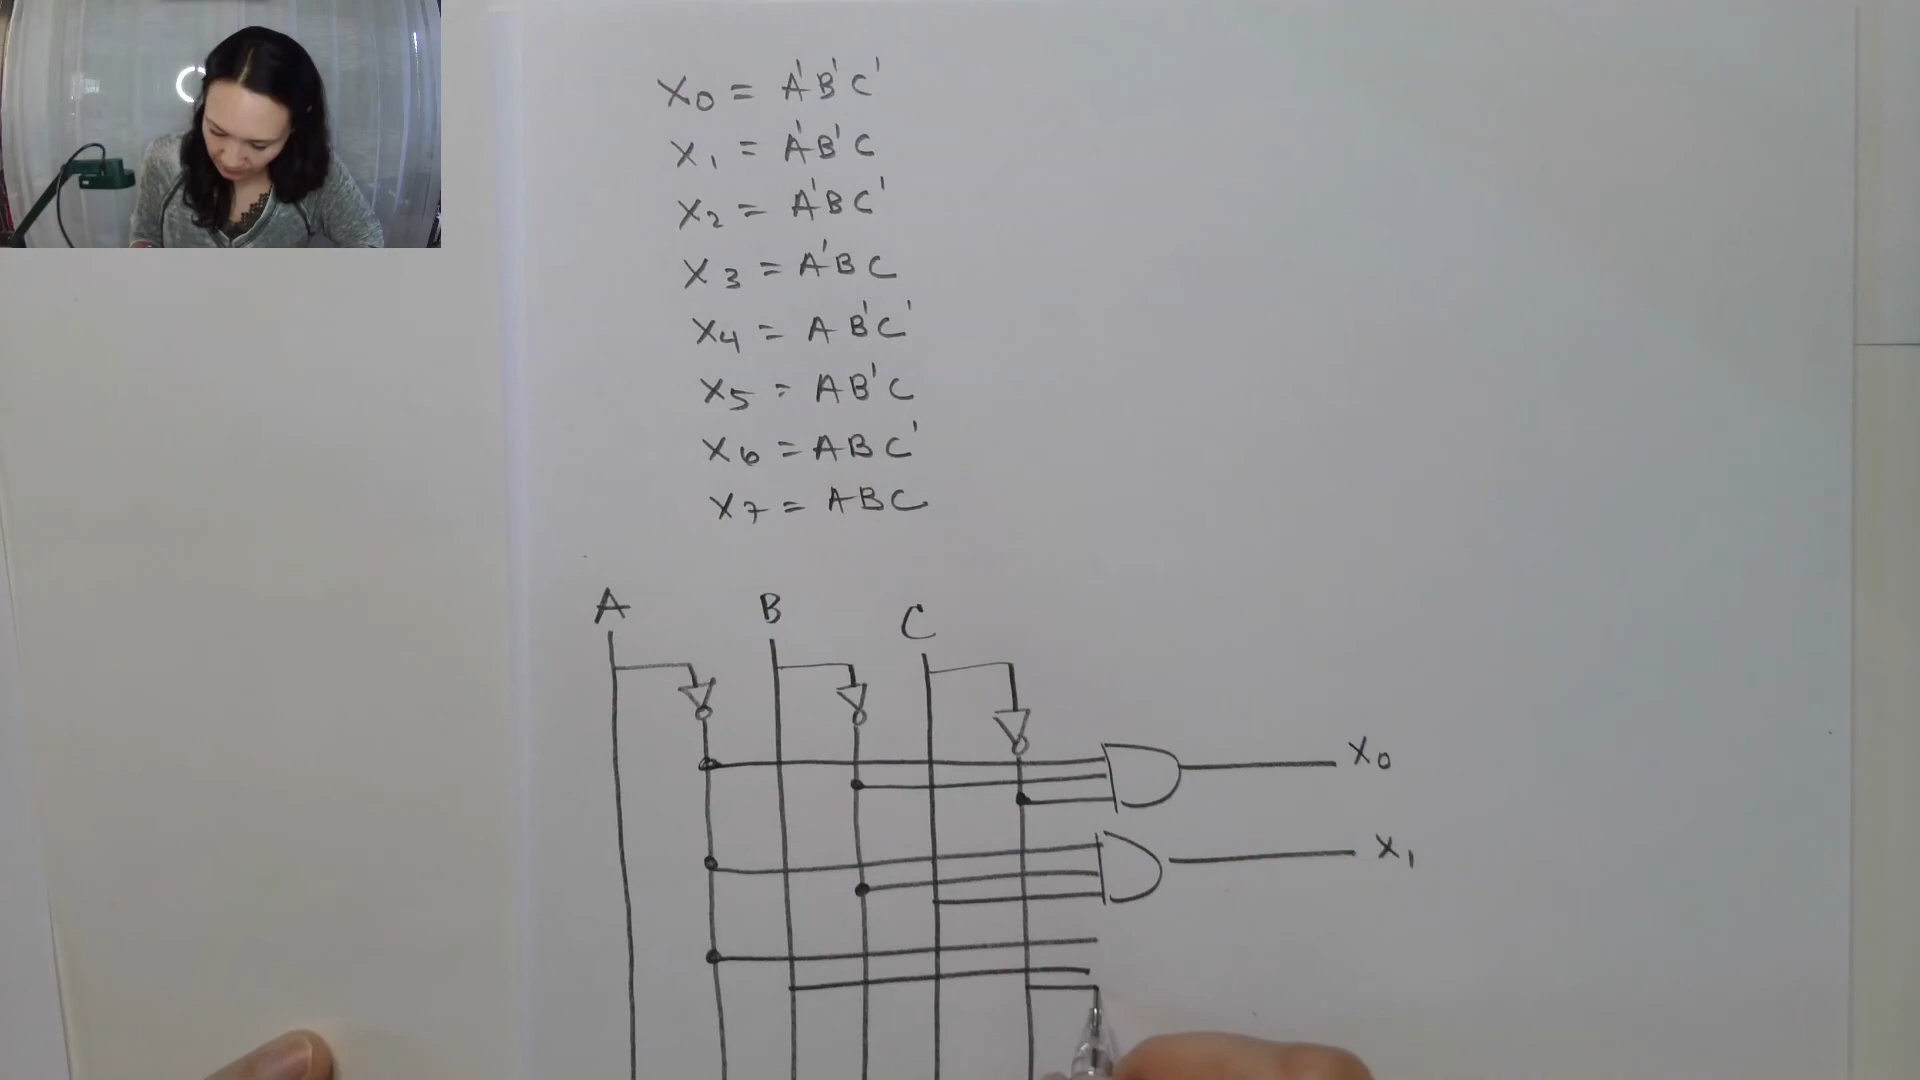 X0 = A'B'C'
X1 = A'B'C
X2 = A'BC'
X3 = A'BC
X4 = AB'C'
X5 = AB'C
X6 = ABC'
X7 = ABC
A B C
X0
X1